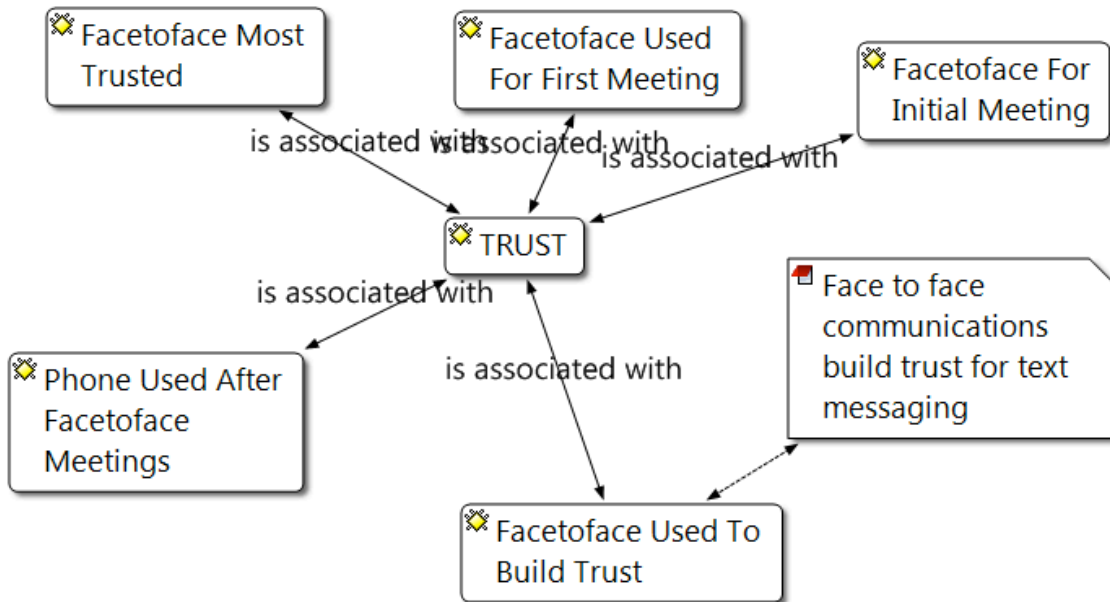 Facetoface Most
Trusted
Facetoface Used
For First Meeting
Facetoface For
Initial Meeting
is associated with
is associated with
is associated with
TRUST
is associated with
Face to face
communications
build trust for text
messaging
Phone Used After
Facetoface
Meetings
is associated with
Facetoface Used To
Build Trust